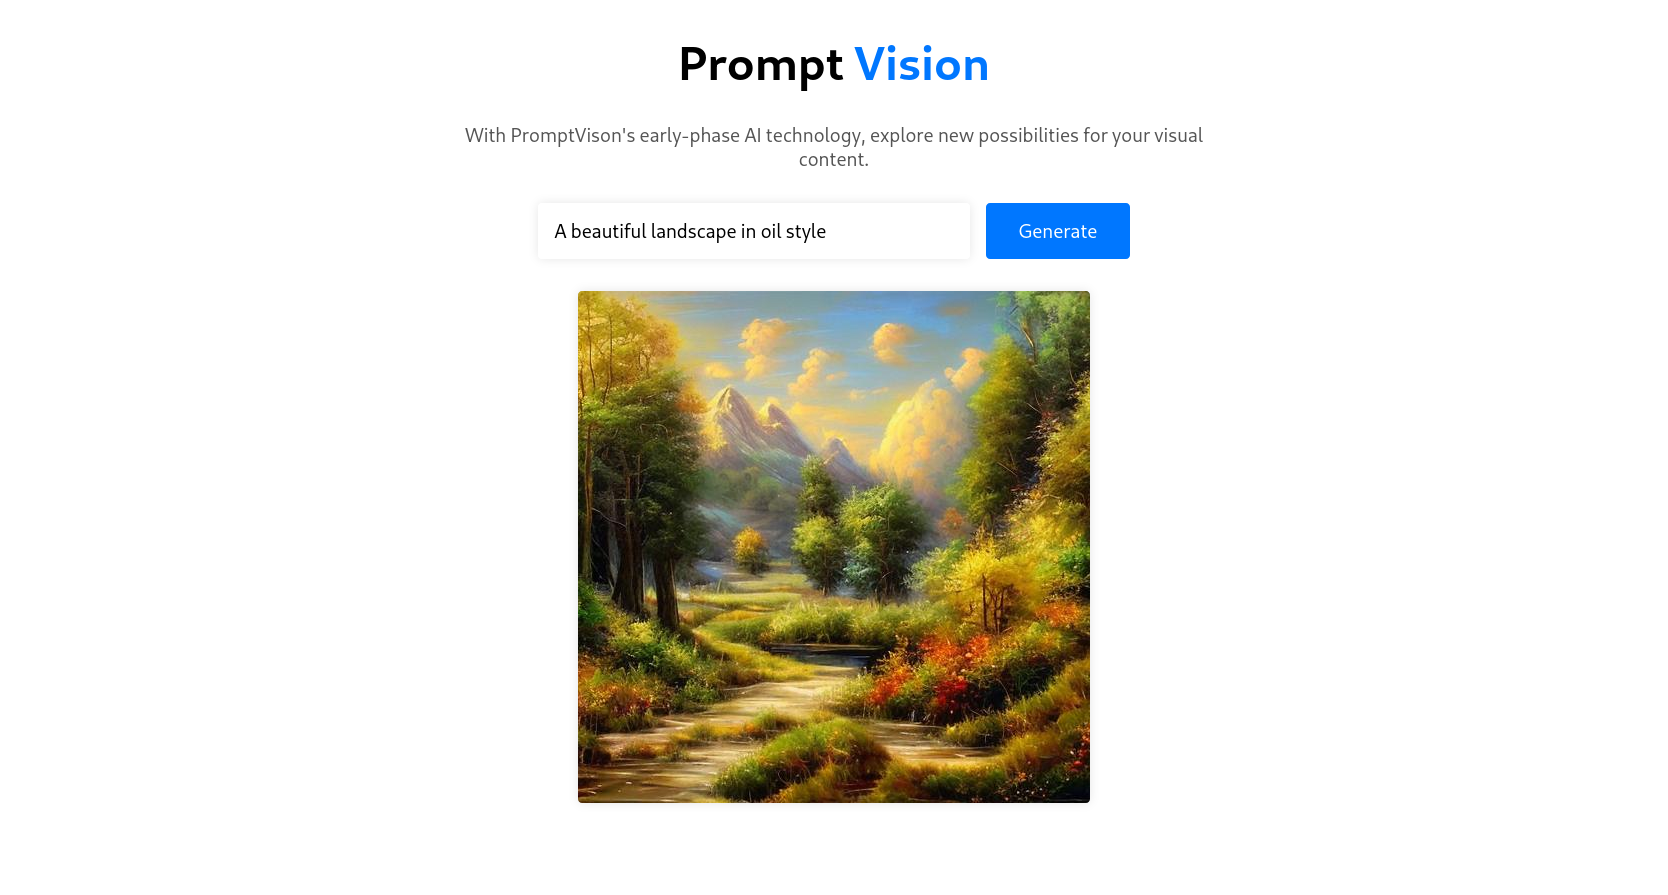 Prompt Vision
With PromptVison's early-phase AI technology, explore new possibilities for your visual
content.
A beautiful landscape in oil style
Generate